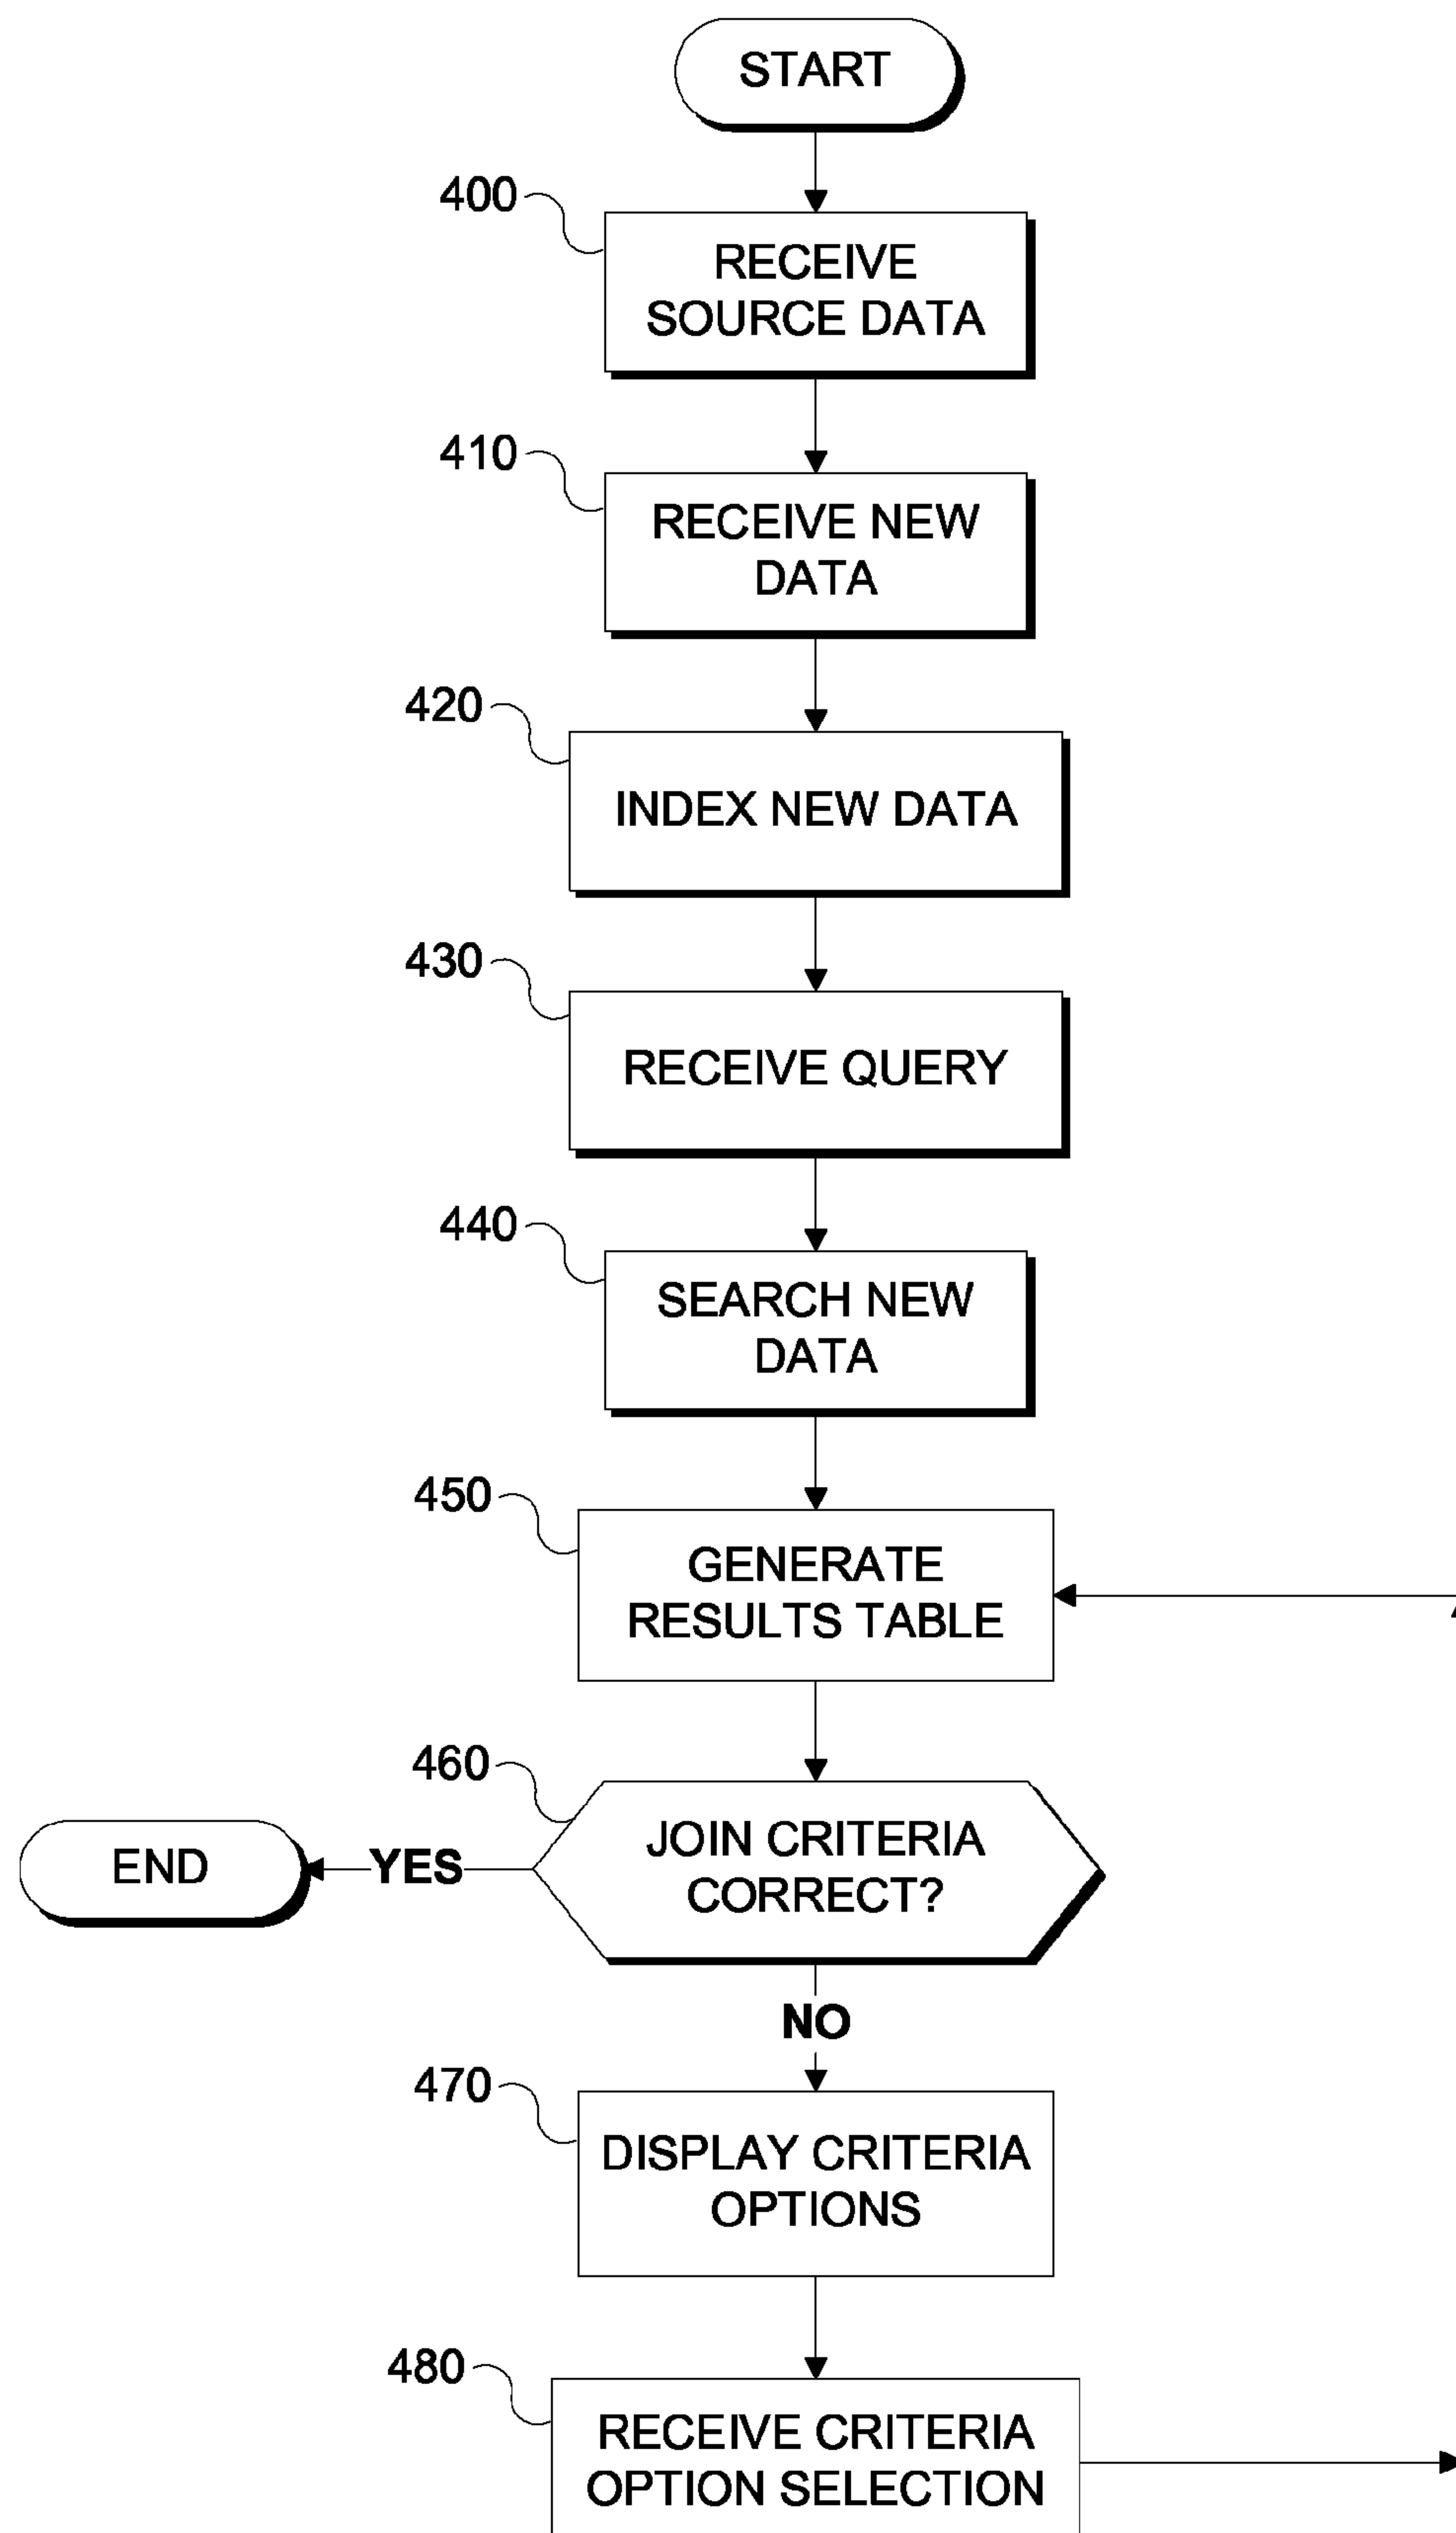 START
400
RECEIVE
SOURCE DATA
410
RECEIVE NEW
DATA
420
INDEX NEW DATA
430
RECEIVE QUERY
440
SEARCH NEW
DATA
450
GENERATE
RESULTS TABLE
460
JOIN CRITERIA
CORRECT?
YES
END
NO
470
DISPLAY CRITERIA
OPTIONS
480
RECEIVE CRITERIA
OPTION SELECTION